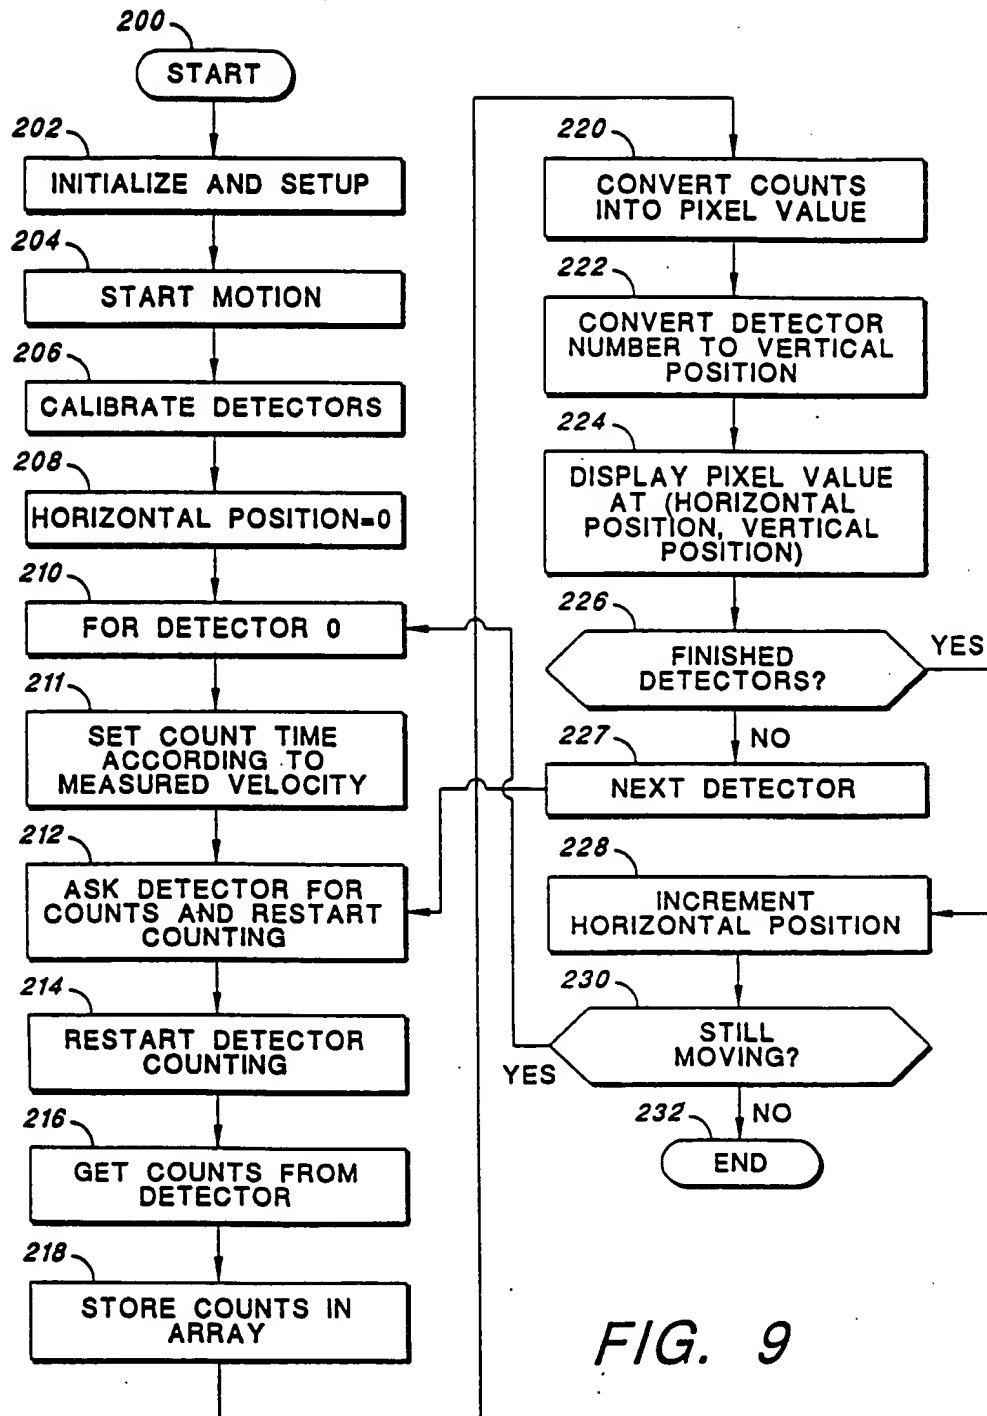 200
START
202
INITIALIZE AND SETUP
204
START MOTION
206
CALIBRATE DETECTORS
208
HORIZONTAL POSITION=0
210
FOR DETECTOR 0
211
SET COUNT TIME
ACCORDING TO
MEASURED VELOCITY
212
ASK DETECTOR FOR
COUNTS AND RESTART
COUNTING
214
RESTART DETECTOR
COUNTING
216
GET COUNTS FROM
DETECTOR
218
STORE COUNTS IN
ARRAY
220
CONVERT COUNTS
INTO PIXEL VALUE
222
CONVERT DETECTOR
NUMBER TO VERTICAL
POSITION
224
DISPLAY PIXEL VALUE
AT (HORIZONTAL
POSITION, VERTICAL
POSITION)
226
FINISHED
DETECTORS?
YES
NO
227
NEXT DETECTOR
228
INCREMENT
HORIZONTAL POSITION
230
STILL
MOVING?
YES
NO
232
END
FIG. 9